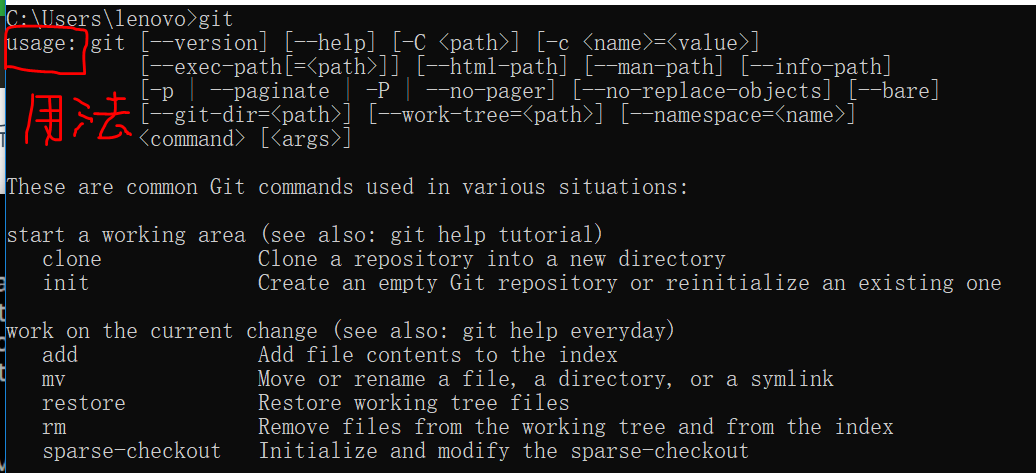 C:\Users\lenovo>git
usage: git [--version] [--help] [-C <path>] [-c <name>=<value>]
[--exec-path[=<path>]] [--html-path] [--man-path] [--info-path]
[-p | --paginate | -P | --no-pager] [--no-replace-objects] [--bare]
用法
[--git-dir=<path>] [--work-tree=<path>] [--namespace=<name>]
<command> [<args>]
These are common Git commands used in various situations:
start a working area (see also: git help tutorial)
clone Clone a repository into a new directory
init Create an empty Git repository or reinitialize an existing one
work on the current change (see also: git help everyday)
add Add file contents to the index
mv Move or rename a file, a directory, or a symlink
restore Restore working tree files
rm Remove files from the working tree and from the index
sparse-checkout Initialize and modify the sparse-checkout